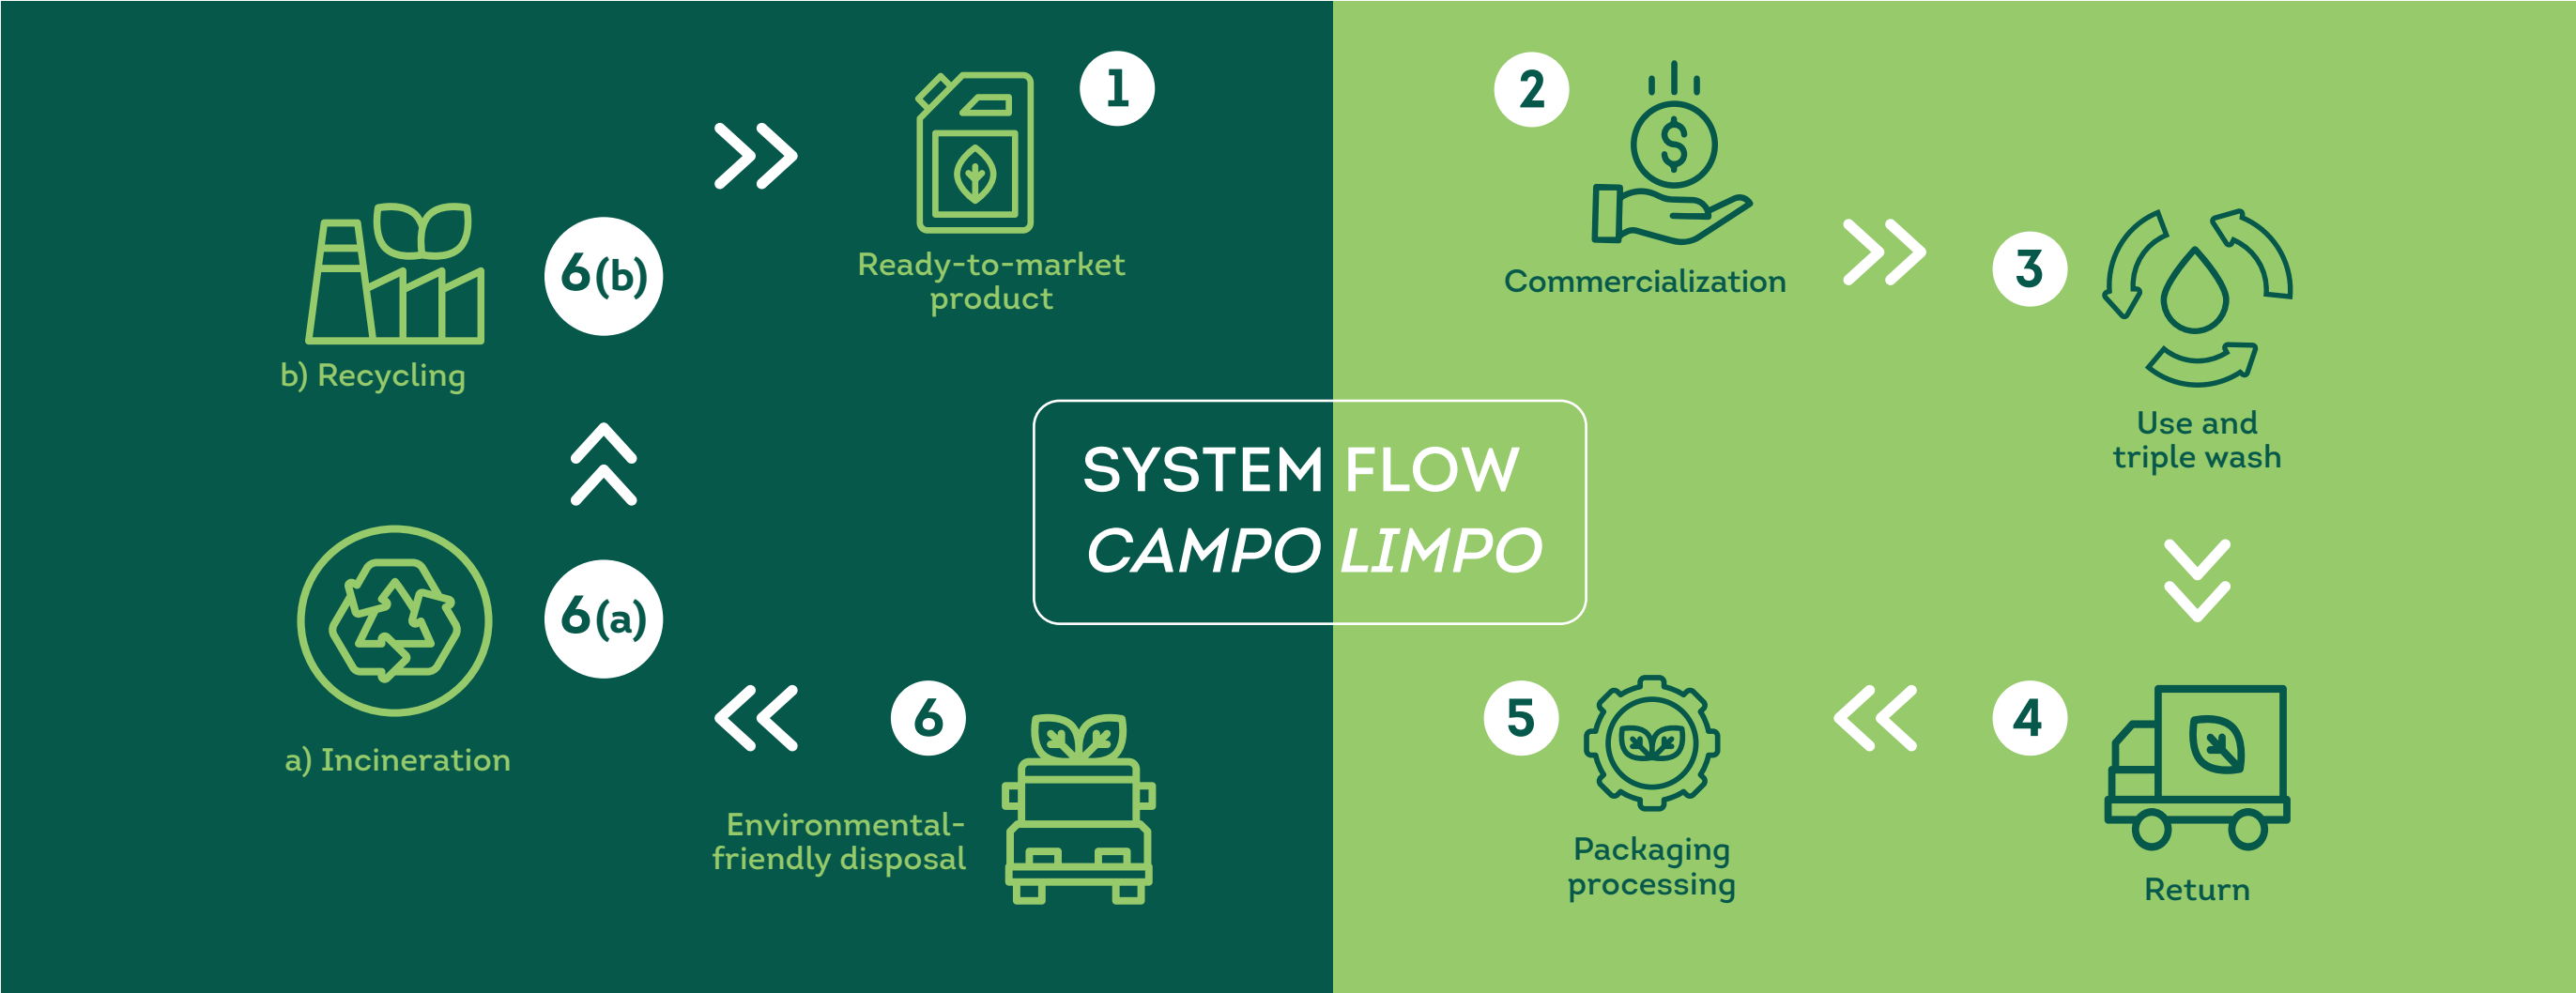 1
Ready-to-market
product
2
$
Commercialization
3
Use and
triple wash
SYSTEM FLOW
CAMPO LIMPO
4
Return
5
Packaging
processing
6
Environmental-
friendly disposal
6(a)
a) Incineration
6(b)
b) Recycling